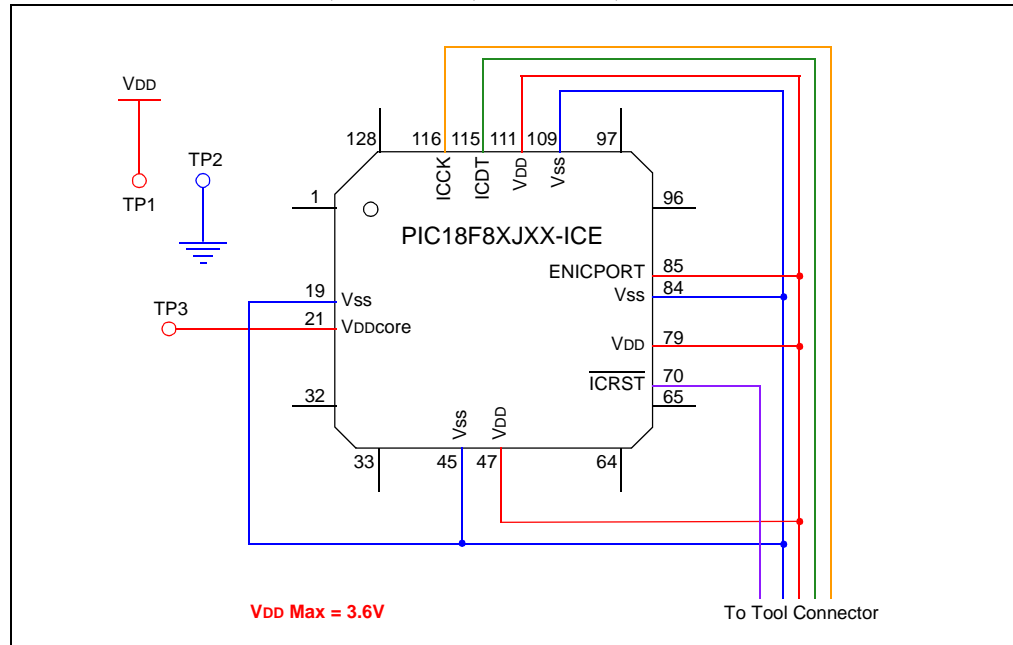 VDD
TP1
TP2
TP3
128
116
115
111
109
97
ICCK
ICDT
VDD
Vss
1
96
PIC18F8XJXX-ICE
ENICPORT
85
Vss
84
19
Vss
21
VDDcore
VDD
79
ICRST
70
32
65
Vss
VDD
33
45
47
64
VDD Max = 3.6V
To Tool Connector